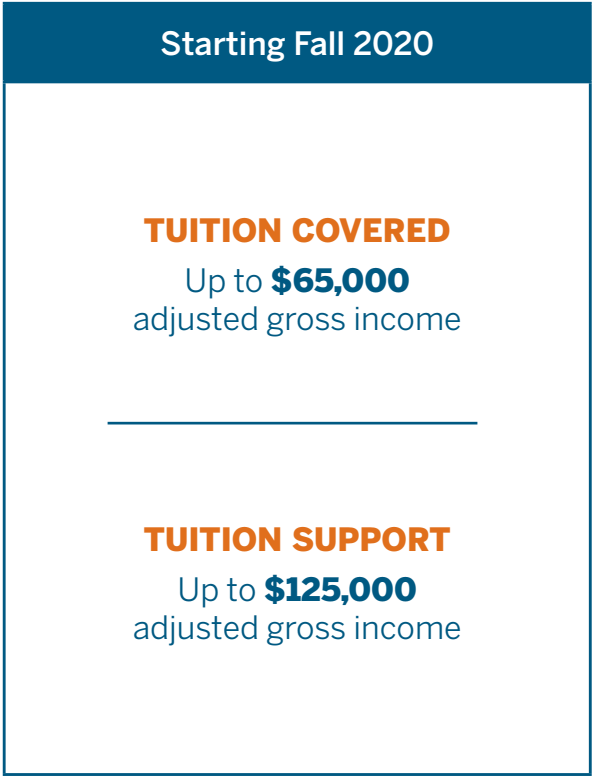 Starting Fall 2020
TUITION COVERED
Up to $65,000
adjusted gross income
TUITION SUPPORT
Up to $125,000
adjusted gross income